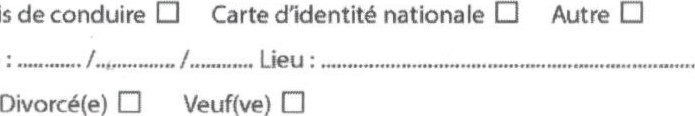 is de conduire ☐ Carte d'identité nationale ☐ Autre ☐
: ............ /............... /............ Lieu : ......................................................................
Divorcé(e) ☐ Veuf(ve) ☐